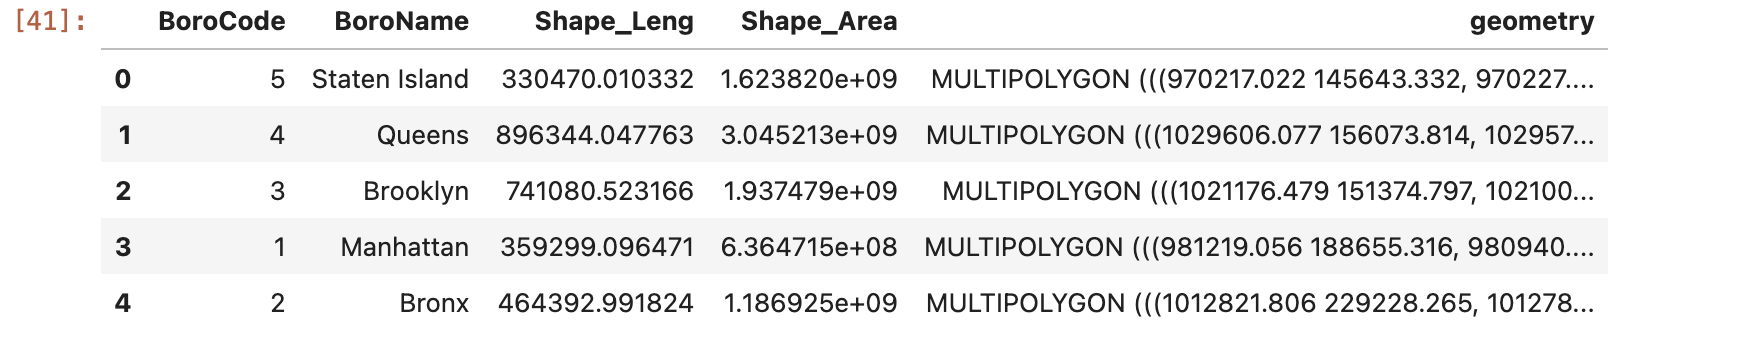 [41]: BoroCode BoroName Shape_Leng Shape_Area geometry
0 5 Staten Island 330470.010332 1.623820e+09 MULTIPOLYGON (((970217.022 145643.332, 970227....
1 4 Queens 896344.047763 3.045213e+09 MULTIPOLYGON (((1029606.077 156073.814, 102957...
2 3 Brooklyn 741080.523166 1.937479e+09 MULTIPOLYGON (((1021176.479 151374.797, 102100...
3 1 Manhattan 359299.096471 6.364715e+08 MULTIPOLYGON (((981219.056 188655.316, 980940....
4 2 Bronx 464392.991824 1.186925e+09 MULTIPOLYGON (((1012821.806 229228.265, 101278...